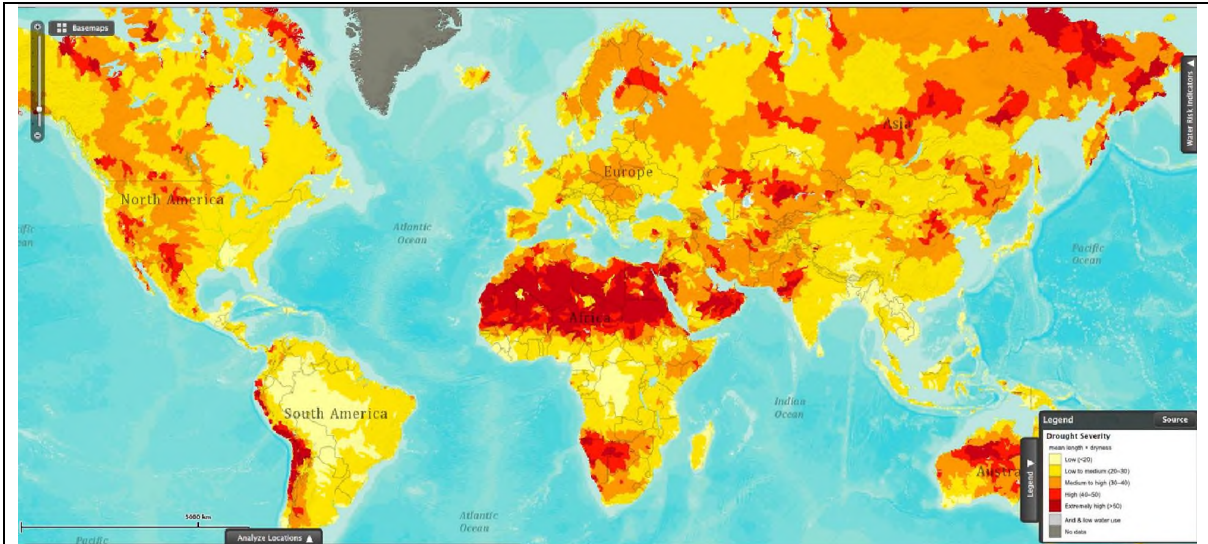 Basemaps
Water Risk Indicators
Asia
Europe
North America
Atlantic
Ocean
Pacific
Ocean
Africa
South America
Indian
Ocean
Legend
Source
Drought Severity
mean length × dryness
Low (<20)
Low to medium (20–30)
Medium to high (30–40)
High (40–50)
Extremely high (>50)
Arid & low water use
No data
Legend
Austra
5000 km
Atlantic
Ocean
Analyze Locations
Pacific